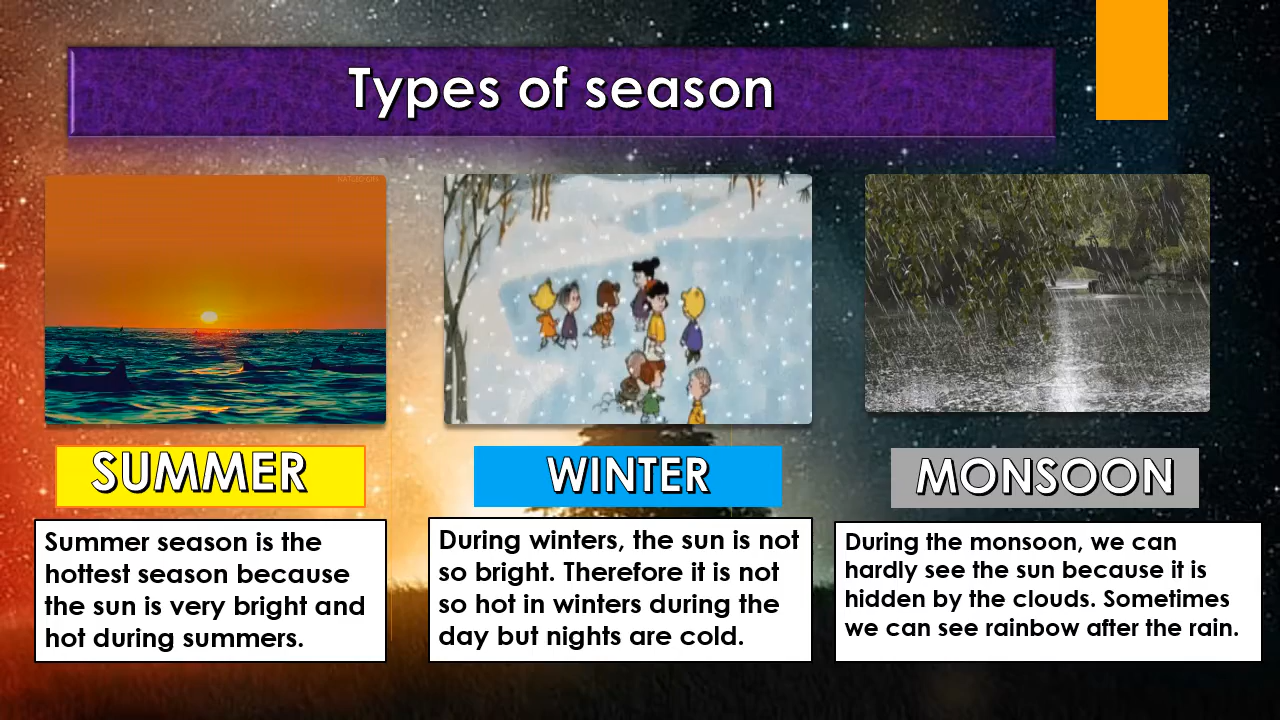 Types of season
SUMMER
Summer season is the
hottest season because
the sun is very bright and
hot during summers.
WINTER
During winters, the sun is not
so bright. Therefore it is not
so hot in winters during the
day but nights are cold.
MONSOON
During the monsoon, we can
hardly see the sun because it is
hidden by the clouds. Sometimes
we can see rainbow after the rain.